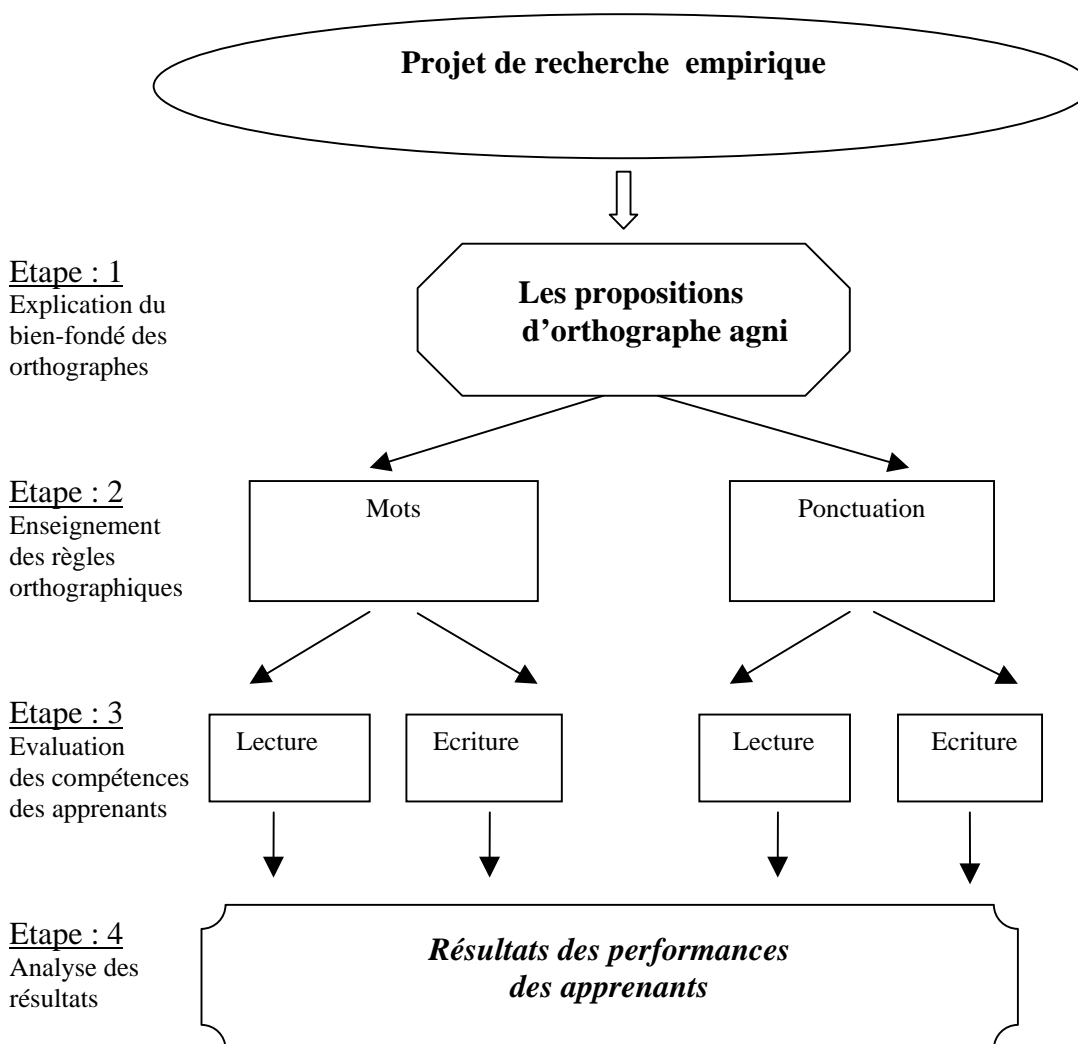 Projet de recherche empirique
Etape : 1
Explication du
bien-fondé des
orthographes
Les propositions
d’orthographe agni
Etape : 2
Enseignement
des règles
orthographiques
Mots
Ponctuation
Etape : 3
Evaluation
des compétences
des apprenants
Lecture
Ecriture
Lecture
Ecriture
Etape : 4
Analyse des
résultats
Résultats des performances
des apprenants